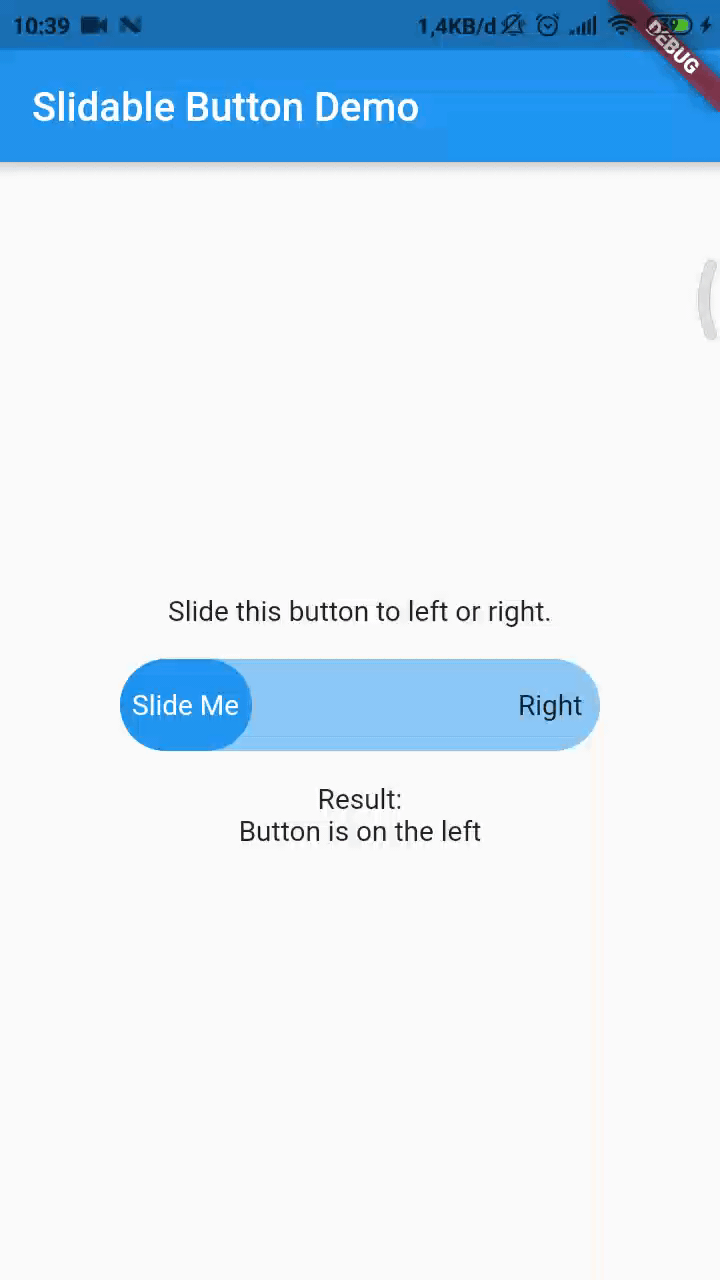 10:39 1,4KB/d 39
DEBUG
Slidable Button Demo
Slide this button to left or right.
Slide Me Right
Result:
Button is on the left